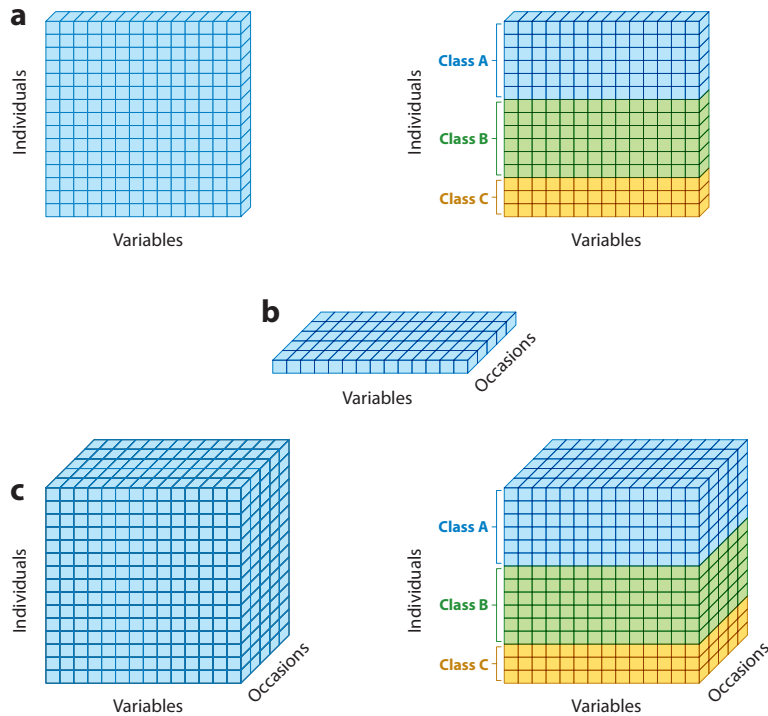 a
Individuals
Variables
Class A
Class B
Class C
Individuals
Variables
b
Variables
Occasions
c
Individuals
Variables
Occasions
Class A
Class B
Class C
Individuals
Variables
Occasions